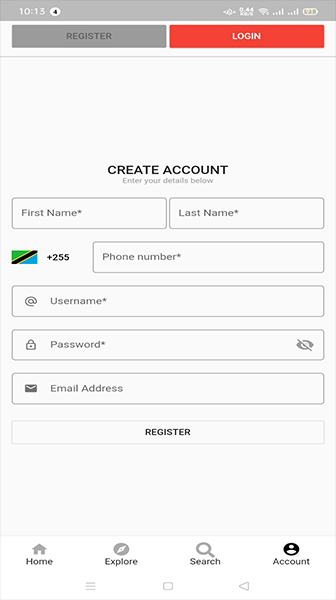 10:13 4 0.44 KB/S
REGISTER LOGIN
CREATE ACCOUNT
Enter your details below
First Name* Last Name*
+255 Phone number*
@ Username*
Password*
Email Address
REGISTER
Home Explore Search Account